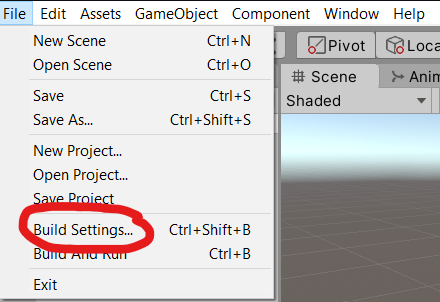 File Edit Assets GameObject Component Window Help
New Scene Ctrl+N
Open Scene Ctrl+O
Save Ctrl+S
Save As... Ctrl+Shift+S
New Project...
Open Project...
Save Project
Build Settings... Ctrl+Shift+B
Build And Run Ctrl+B
Exit
Pivot Loca
Scene Anim
Shaded